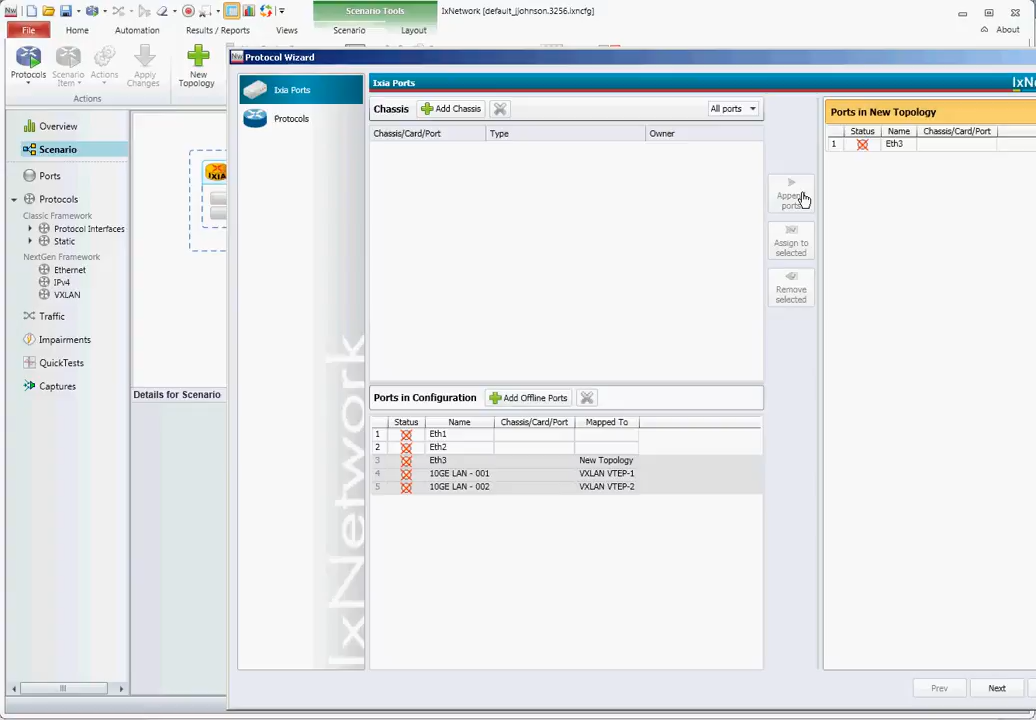 Nw
Scenario Tools
IxNetwork [default_jjohnson.3256.ixncfg]
File
Home
Automation
Results / Reports
Views
Scenario
Layout
About
Protocols
Scenario
Item
Actions
Apply
Changes
New
Topology
Actions
Overview
Scenario
Ports
Protocols
Classic Framework
Protocol Interfaces
Static
NextGen Framework
Ethernet
IPv4
VXLAN
Traffic
Impairments
QuickTests
Captures
IXIA
Details for Scenario
Nw
Protocol Wizard
Ixia Ports
Protocols
IxNetwork
Ixia Ports
IxN
Chassis
Add Chassis
All ports
Chassis/Card/Port
Type
Owner
Append
ports
Assign to
selected
Remove
selected
Ports in New Topology
Status
Name
Chassis/Card/Port
1
Eth3
Ports in Configuration
Add Offline Ports
Status
Name
Chassis/Card/Port
Mapped To
1
Eth1
2
Eth2
3
Eth3
New Topology
4
10GE LAN - 001
VXLAN VTEP-1
5
10GE LAN - 002
VXLAN VTEP-2
Prev
Next